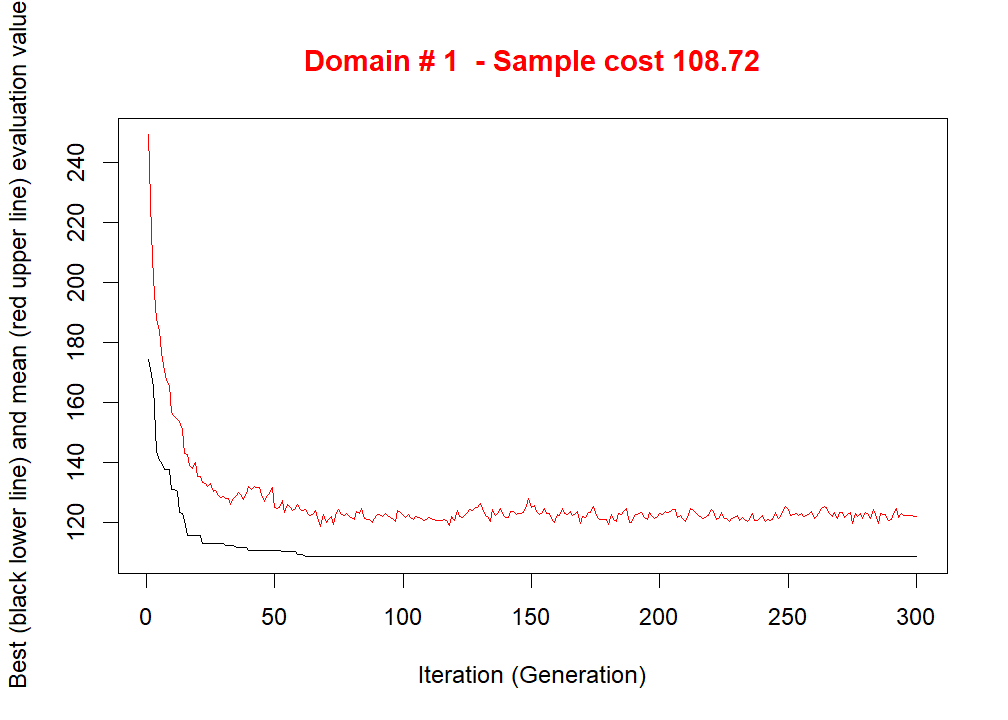 Domain # 1  - Sample cost 108.72
Best (black lower line) and mean (red upper line) evaluation value
240
220
200
180
160
140
120
0 50 100 150 200 250 300
Iteration (Generation)